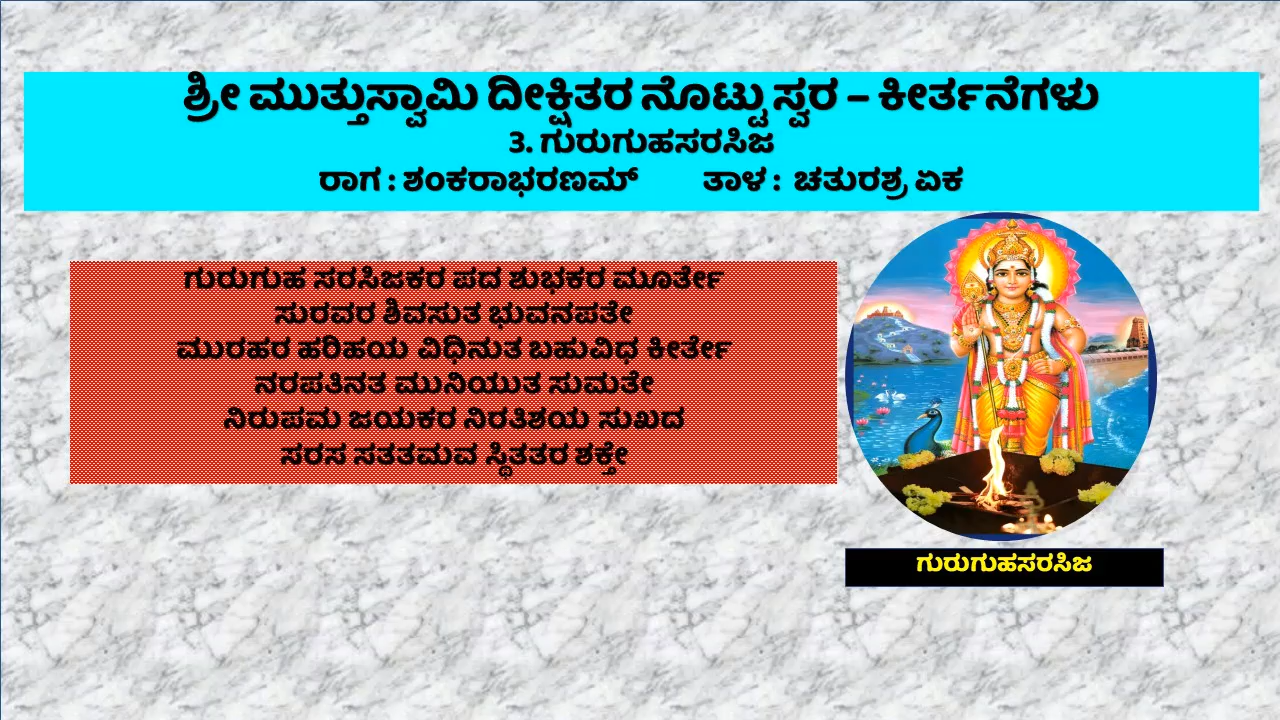 ಶ್ರೀ ಮುತ್ತುಸ್ವಾಮಿ ದೀಕ್ಷಿತರ ನೊಟ್ಟುಸ್ವರ – ಕೀರ್ತನೆಗಳು
3. ಗುರುಗುಹಸರಸಿಜ
ರಾಗ : ಶಂಕರಾಭರಣಮ್ ತಾಳ : ಚತುರಶ್ರ ಏಕ
ಗುರುಗುಹ ಸರಸಿಜಕರ ಪದ ಶುಭಕರ ಮೂರ್ತೇ
ಸುರವರ ಶಿವಸುತ ಭುವನಪತೇ
ಮುರಹರ ಹರಿಹಯ ವಿಧಿನುತ ಬಹುವಿಧ ಕೀರ್ತೇ
ನರಪತಿನತ ಮುನಿಯುತ ಸುಮತೇ
ನಿರುಪಮ ಜಯಕರ ನಿರತಿಶಯ ಸುಖದ
ಸರಸ ಸತತಮವ ಸ್ಥಿತತರ ಶಕ್ತೇ
ಗುರುಗುಹಸರಸಿಜ